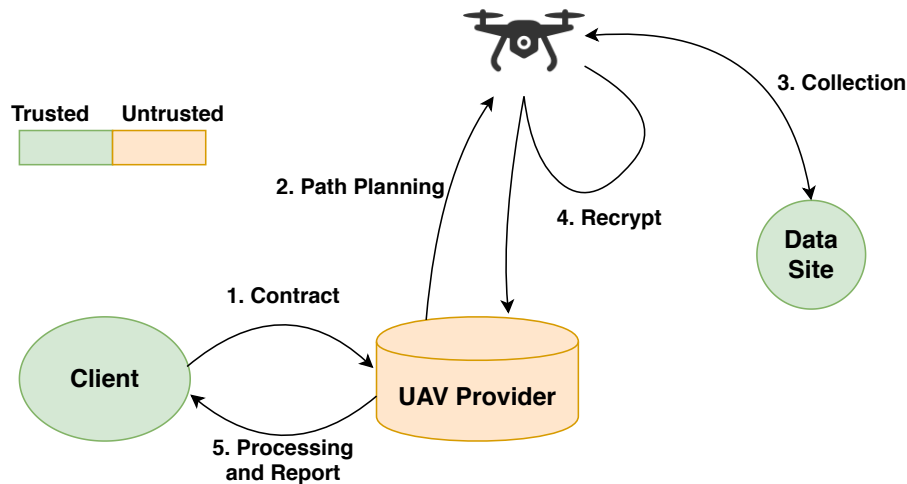 Trusted Untrusted
3. Collection
2. Path Planning
4. Recrypt
Data
Site
1. Contract
Client
UAV Provider
5. Processing
and Report